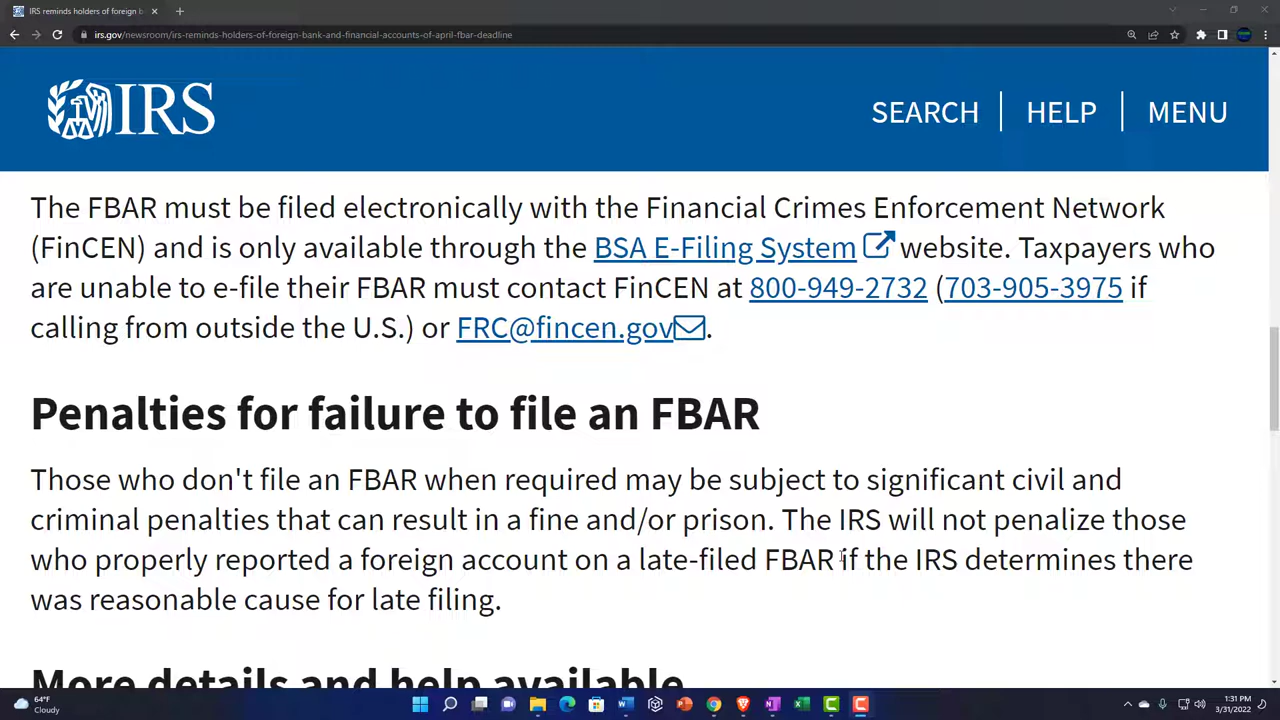 IRS reminds holders of foreign b
irs.gov/newsroom/irs-reminds-holders-of-foreign-bank-and-financial-accounts-of-april-fbar-deadline
IRS
SEARCH HELP MENU
The FBAR must be filed electronically with the Financial Crimes Enforcement Network
(FinCEN) and is only available through the BSA E-Filing System website. Taxpayers who
are unable to e-file their FBAR must contact FinCEN at 800-949-2732 (703-905-3975 if
calling from outside the U.S.) or FRC@fincen.gov.
Penalties for failure to file an FBAR
Those who don't file an FBAR when required may be subject to significant civil and
criminal penalties that can result in a fine and/or prison. The IRS will not penalize those
who properly reported a foreign account on a late-filed FBAR if the IRS determines there
was reasonable cause for late filing.
More details and help available
64°F
Cloudy
1:31 PM
3/31/2022